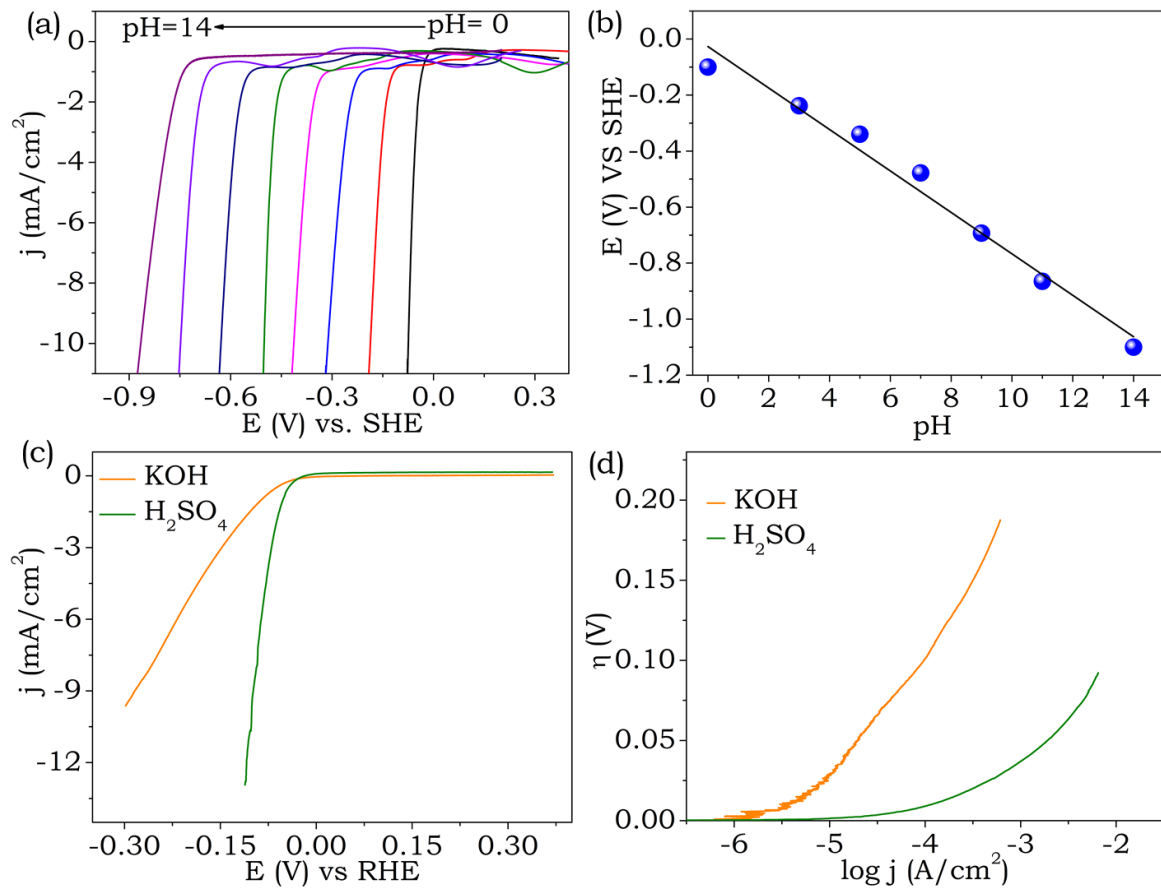 (a)
pH=14
pH= 0
0
-2
-4
-6
-8
-10
j (mA/cm²)
-0.9
-0.6
-0.3
0.0
0.3
E (V) vs. SHE
(b)
0.0
-0.2
-0.4
-0.6
-0.8
-1.0
-1.2
E (V) VS SHE
0
2
4
6
8
10
12
14
pH
(c)
KOH
H₂SO₄
0
-3
-6
-9
-12
j (mA/cm²)
-0.30
-0.15
0.00
0.15
0.30
E (V) vs RHE
(d)
KOH
H₂SO₄
0.20
0.15
0.10
0.05
0.00
η (V)
-6
-5
-4
-3
-2
log j (A/cm²)